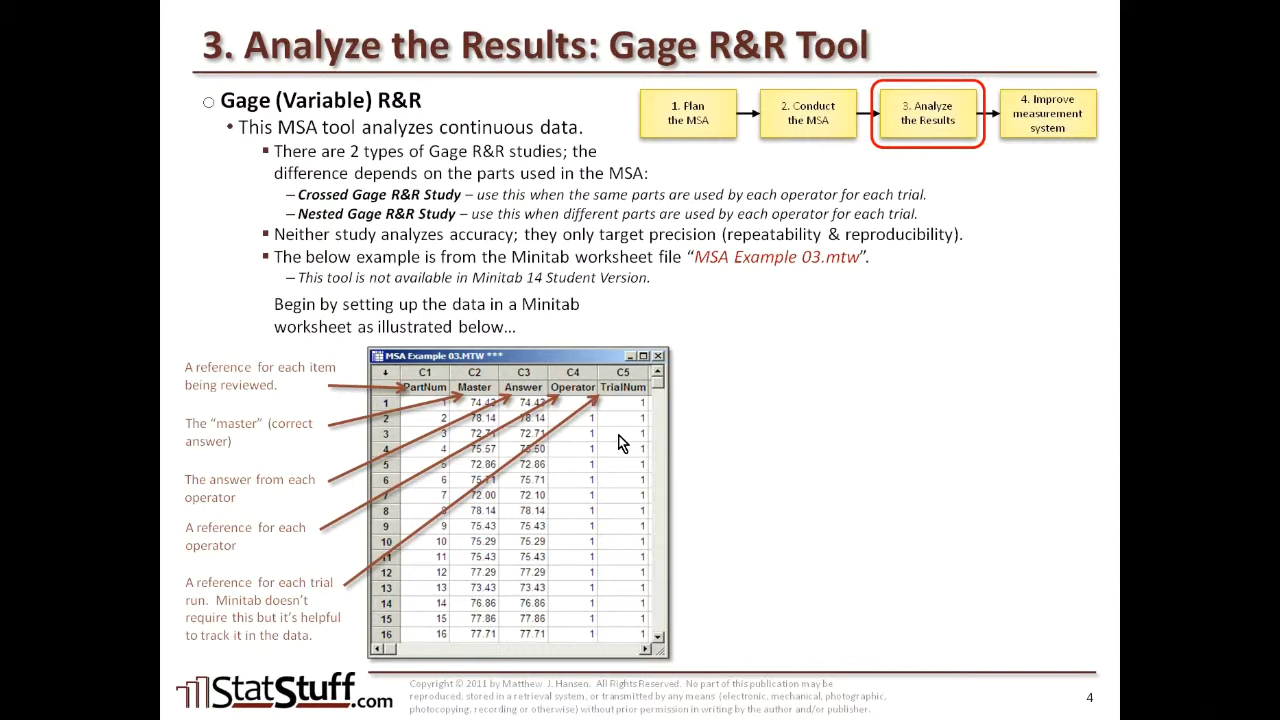 3. Analyze the Results: Gage R&R Tool
Gage (Variable) R&R
1. Plan
the MSA
2. Conduct
the MSA
3. Analyze
the Results
4. Improve
measurement
system
• This MSA tool analyzes continuous data.
There are 2 types of Gage R&R studies; the
difference depends on the parts used in the MSA:
– Crossed Gage R&R Study – use this when the same parts are used by each operator for each trial.
– Nested Gage R&R Study – use this when different parts are used by each operator for each trial.
Neither study analyzes accuracy; they only target precision (repeatability & reproducibility).
The below example is from the Minitab worksheet file “MSA Example 03.mtw”.
– This tool is not available in Minitab 14 Student Version.
Begin by setting up the data in a Minitab
worksheet as illustrated below…
A reference for each item
being reviewed.
The “master” (correct
answer)
The answer from each
operator
A reference for each
operator
A reference for each trial
run. Minitab doesn’t
require this but it’s helpful
to track it in the data.
MSA Example 03.MTW ***
C1 C2 C3 C4 C5
PartNum Master Answer Operator TrialNum
1 1 74.43 74.43 1
2 2 78.14 78.14 1 1
3 3 72.71 72.71 1 1
4 4 75.57 75.50 1 1
5 5 72.86 72.86 1 1
6 6 75.71 75.71 1 1
7 7 72.00 72.10 1 1
8 8 78.14 78.14 1 1
9 9 75.43 75.43 1 1
10 10 75.29 75.29 1 1
11 11 75.43 75.43 1 1
12 12 77.29 77.29 1 1
13 13 73.43 73.43 1 1
14 14 76.86 76.86 1 1
15 15 77.86 77.86 1 1
16 16 77.71 77.71 1 1
StatStuff.com
Copyright © 2011 by Matthew. J. Hansen. All Rights Reserved. No part of this publication may be
reproduced, stored in a retrieval system, or transmitted by any means (electronic, mechanical, photographic,
photocopying, recording or otherwise) without prior permission in writing by the author and/or publisher.
4